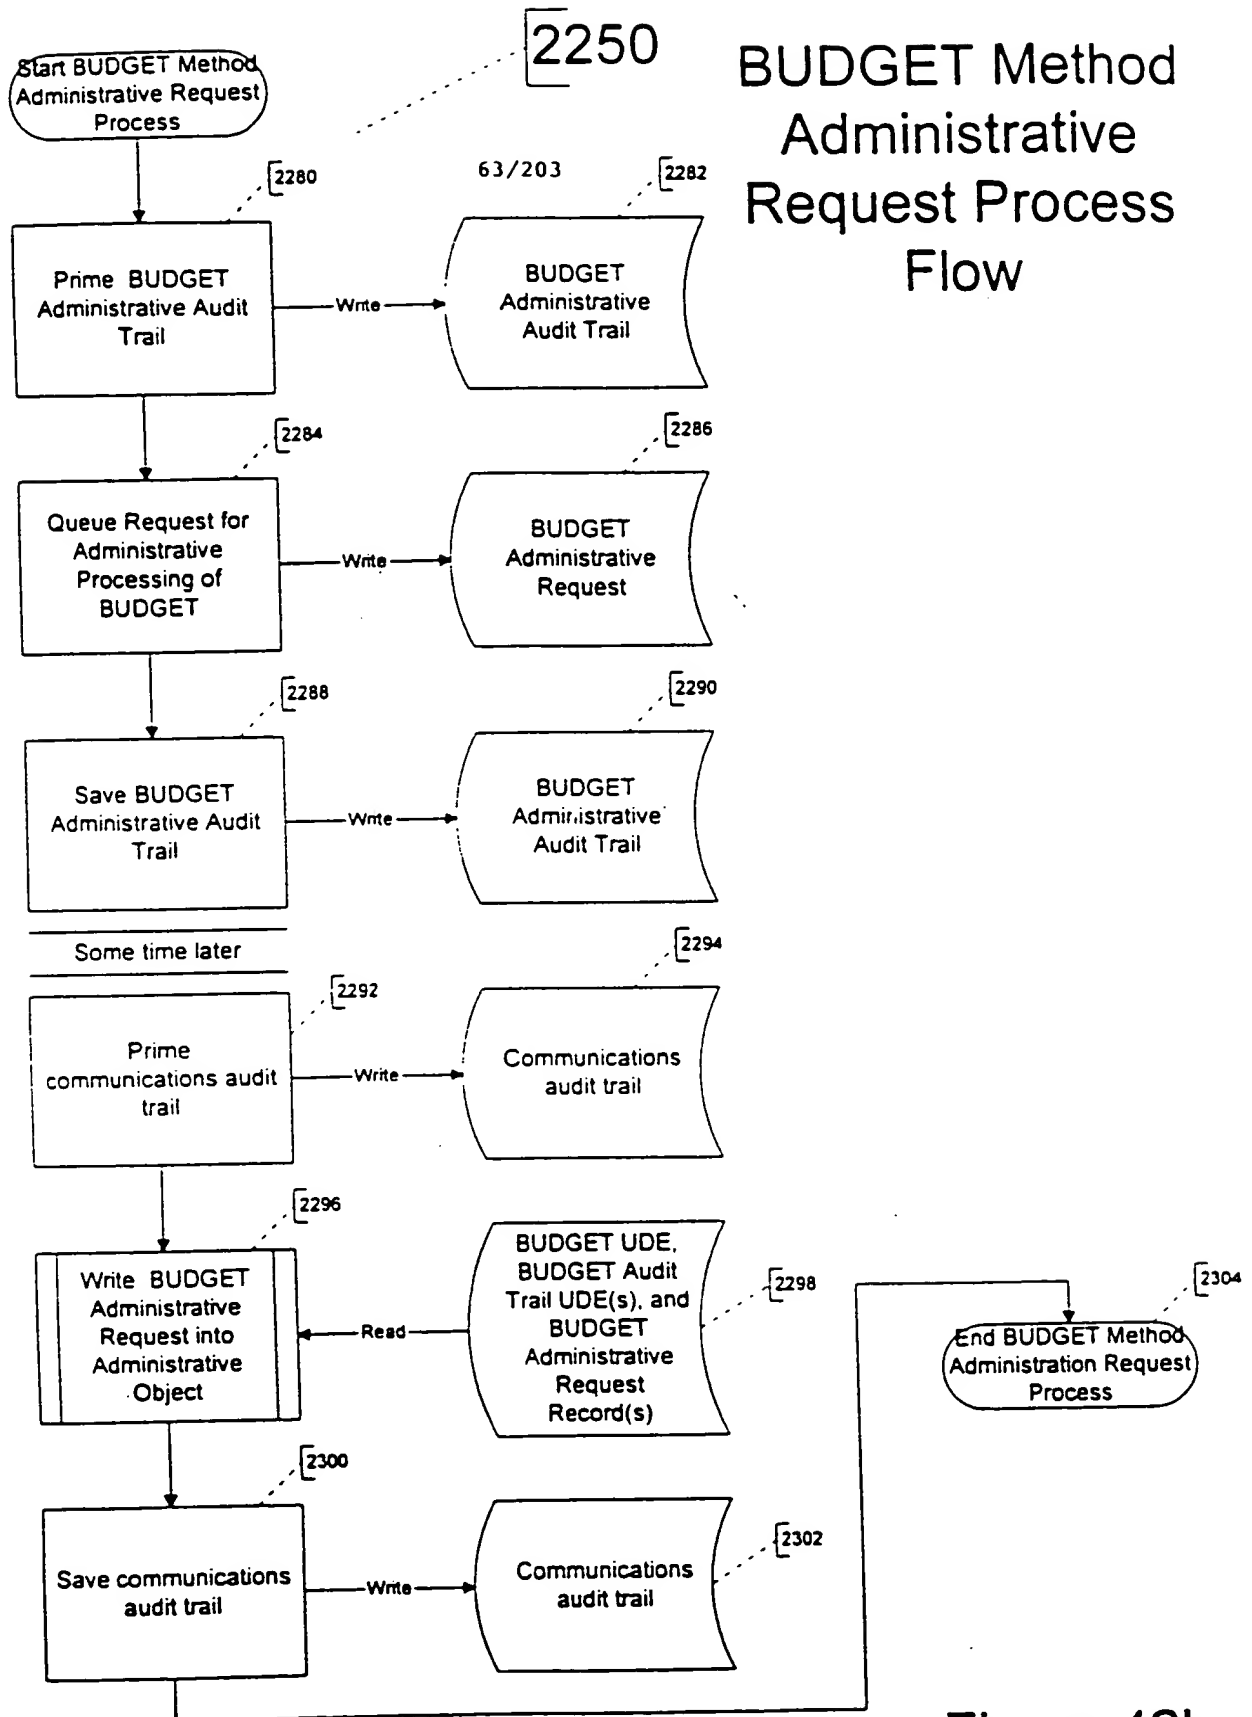 2250
BUDGET Method
Administrative
Request Process
Flow
Start BUDGET Method
Administrative Request
Process
63/203
2280
2282
Prime BUDGET
Administrative Audit
Trail
Write
BUDGET
Administrative
Audit Trail
2284
2286
Queue Request for
Administrative
Processing of
BUDGET
Write
BUDGET
Administrative
Request
2288
2290
Save BUDGET
Administrative Audit
Trail
Write
BUDGET
Administrative
Audit Trail
Some time later
2292
2294
Prime
communications audit
trail
Write
Communications
audit trail
2296
2298
Write BUDGET
Administrative
Request into
Administrative
Object
Read
BUDGET UDE,
BUDGET Audit
Trail UDE(s), and
BUDGET
Administrative
Request
Record(s)
2304
End BUDGET Method
Administration Request
Process
2300
2302
Save communications
audit trail
Write
Communications
audit trail